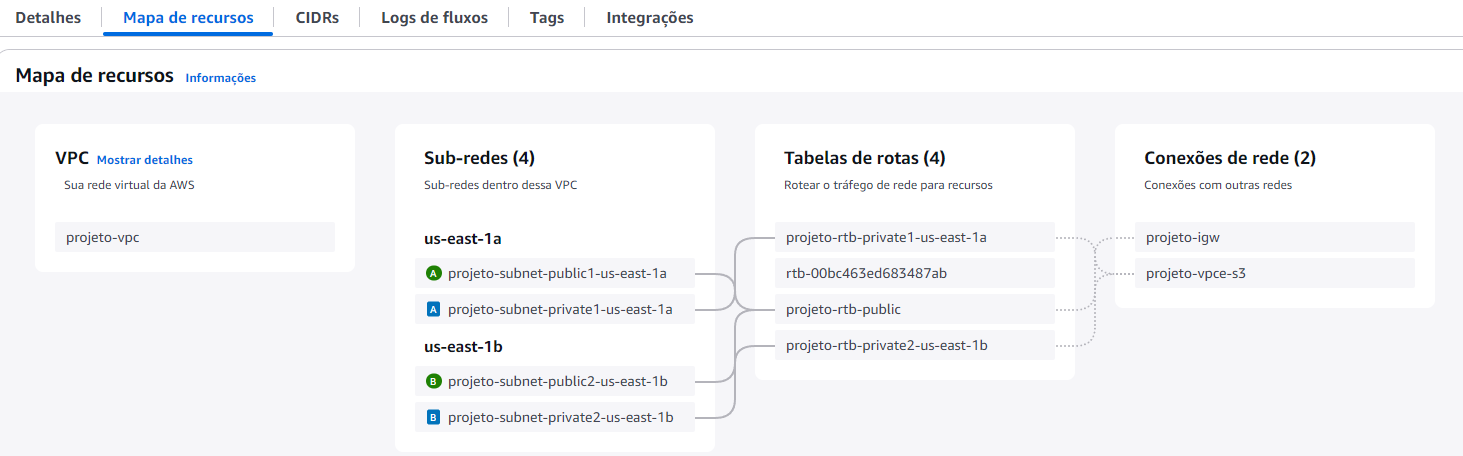 Detalhes
Mapa de recursos
CIDRs
Logs de fluxos
Tags
Integrações
Mapa de recursos Informações
VPC Mostrar detalhes
Sua rede virtual da AWS
projeto-vpc
Sub-redes (4)
Sub-redes dentro dessa VPC
us-east-1a
A projeto-subnet-public1-us-east-1a
A projeto-subnet-private1-us-east-1a
us-east-1b
B projeto-subnet-public2-us-east-1b
B projeto-subnet-private2-us-east-1b
Tabelas de rotas (4)
Rotear o tráfego de rede para recursos
projeto-rtb-private1-us-east-1a
rtb-00bc463ed683487ab
projeto-rtb-public
projeto-rtb-private2-us-east-1b
Conexões de rede (2)
Conexões com outras redes
projeto-igw
projeto-vpce-s3